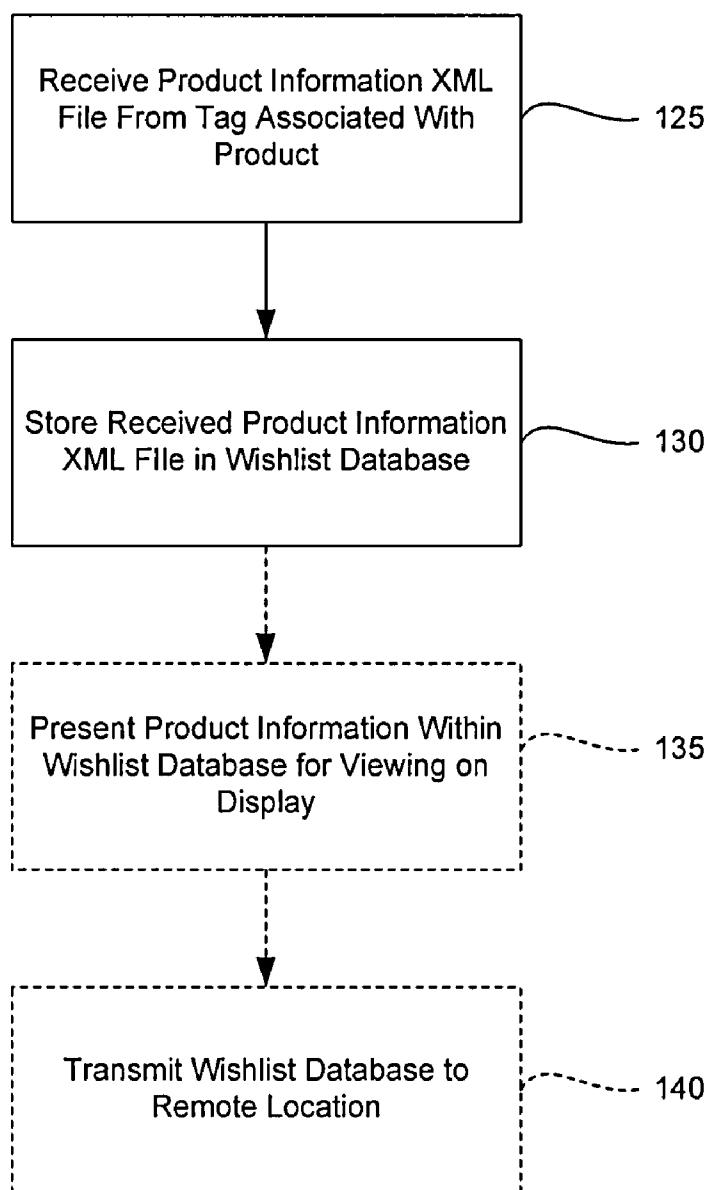 Receive Product Information XML
File From Tag Associated With
Product
125
Store Received Product Information
XML File in Wishlist Database
130
Present Product Information Within
Wishlist Database for Viewing on
Display
135
Transmit Wishlist Database to
Remote Location
140